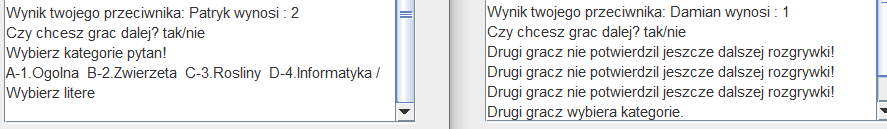 Wynik twojego przeciwnika: Patryk wynosi : 2
Czy chcesz grac dalej? tak/nie
Wybierz kategorie pytan!
A-1.Ogolna  B-2.Zwierzeta  C-3.Rosliny  D-4.Informatyka /
Wybierz litere
Wynik twojego przeciwnika: Damian wynosi : 1
Czy chcesz grac dalej? tak/nie
Drugi gracz nie potwierdzil jeszcze dalszej rozgrywki!
Drugi gracz nie potwierdzil jeszcze dalszej rozgrywki!
Drugi gracz nie potwierdzil jeszcze dalszej rozgrywki!
Drugi gracz wybiera kategorie.